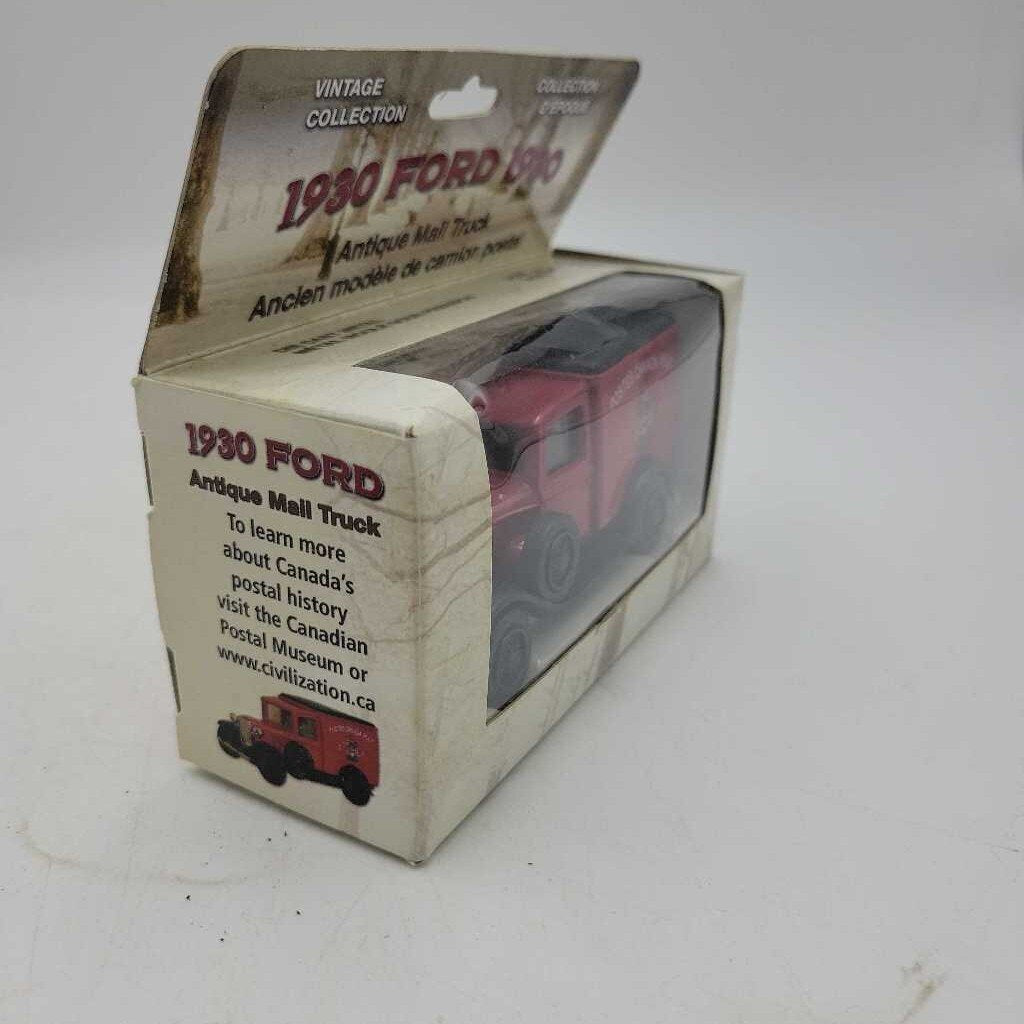 VINTAGE
COLLECTION
COLLECTION
D'ÉPOQUE
1930 FORD 1930
Antique Mail Truck
Ancien modèle de camion postal
1930 FORD
Antique Mail Truck
To learn more
about Canada's
postal history
visit the Canadian
Postal Museum or
www.civilization.ca